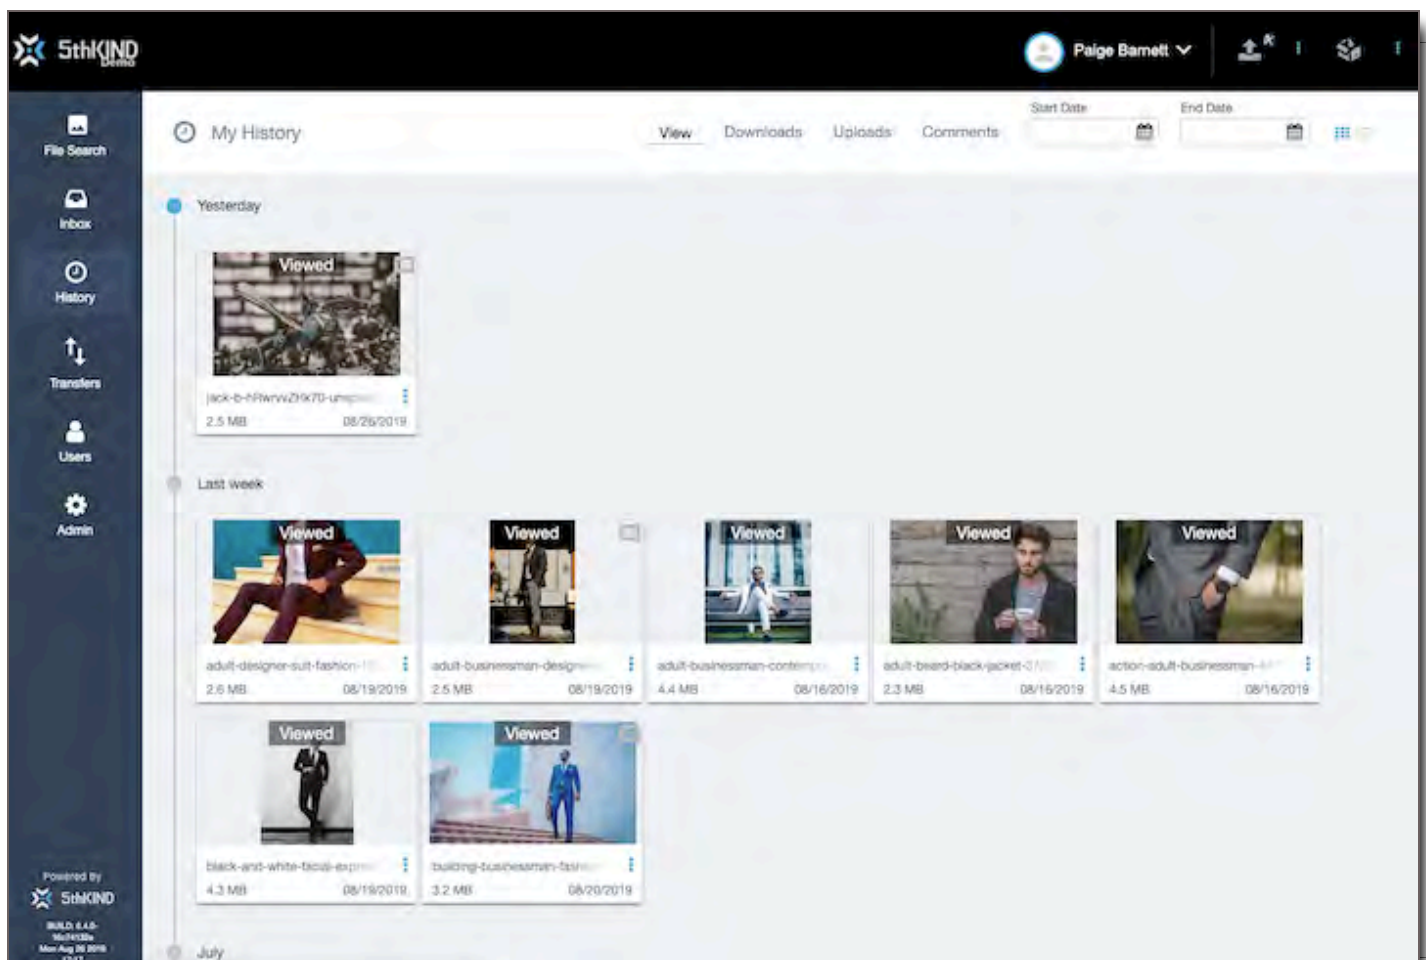 5thKIND
Demo
Paige Barnett
File Search
Inbox
History
Transfers
Users
Admin
Powered by
5thKIND
Mon Aug 26 2019
My History
View Downloads Uploads Comments
Start Date
End Date
Yesterday
Viewed
2.5 MB 08/26/2019
Last week
Viewed Viewed Viewed Viewed Viewed
adult-designer-suit-fashion- adult-businessman- adult-businessman- adult-beard-black-jacket- action-adult-businessman-
2.6 MB 08/19/2019 2.5 MB 08/19/2019 4.4 MB 08/16/2019 2.3 MB 08/16/2019 4.5 MB 08/16/2019
Viewed Viewed
black-and-white-facial- building-businessman-
4.3 MB 08/19/2019 3.2 MB 08/20/2019
July